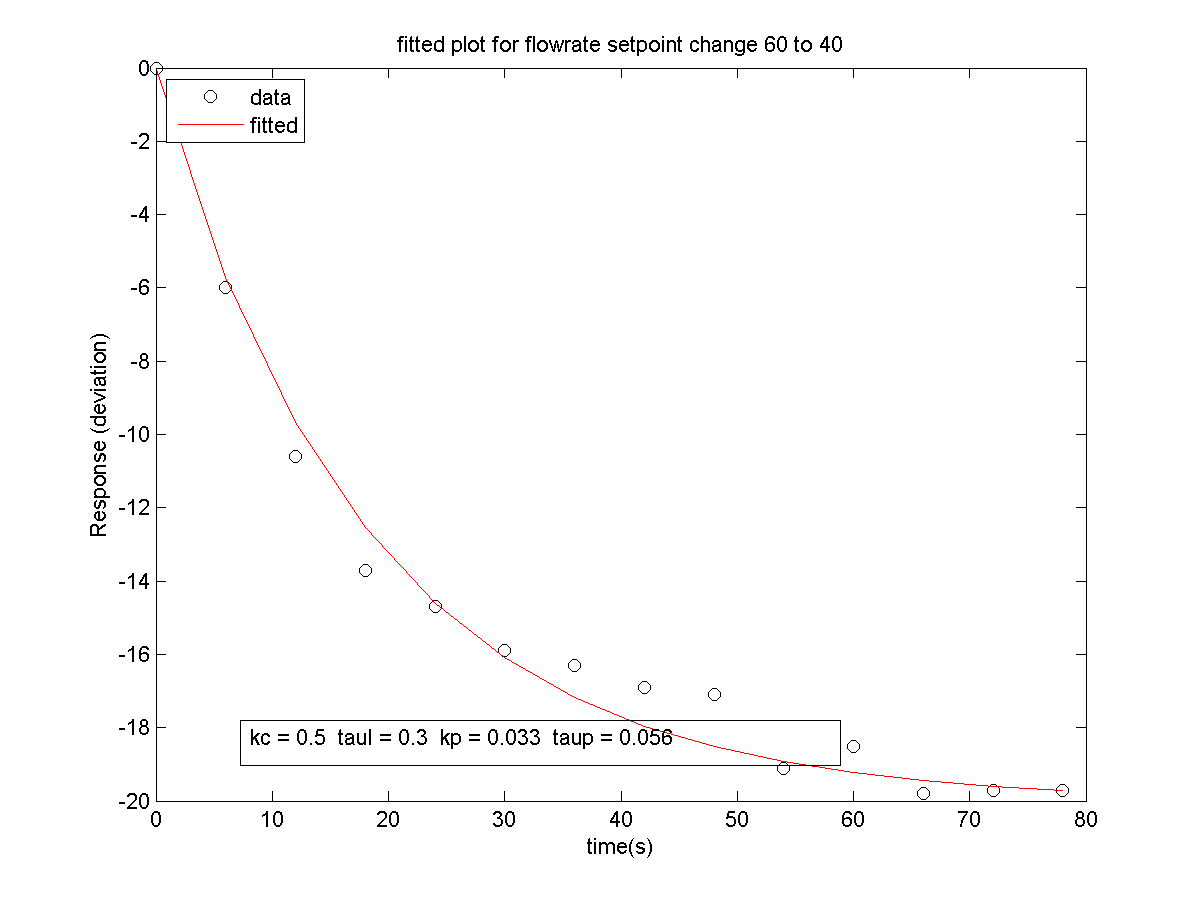 fitted plot for flowrate setpoint change 60 to 40
data
fitted
0
-2
-4
-6
-8
-10
-12
-14
-16
-18
-20
Response (deviation)
kc = 0.5  tauI = 0.3  kp = 0.033  taup = 0.056
0 10 20 30 40 50 60 70 80
time(s)